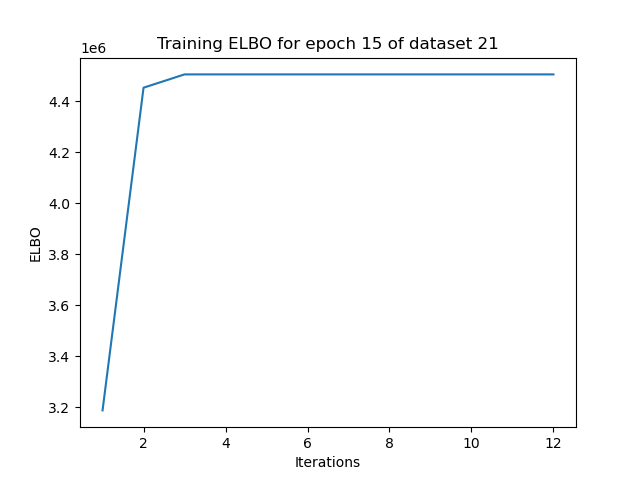 Training ELBO for epoch 15 of dataset 21
1e6
4.4
4.2
4.0
3.8
3.6
3.4
3.2
ELBO
2 4 6 8 10 12
Iterations